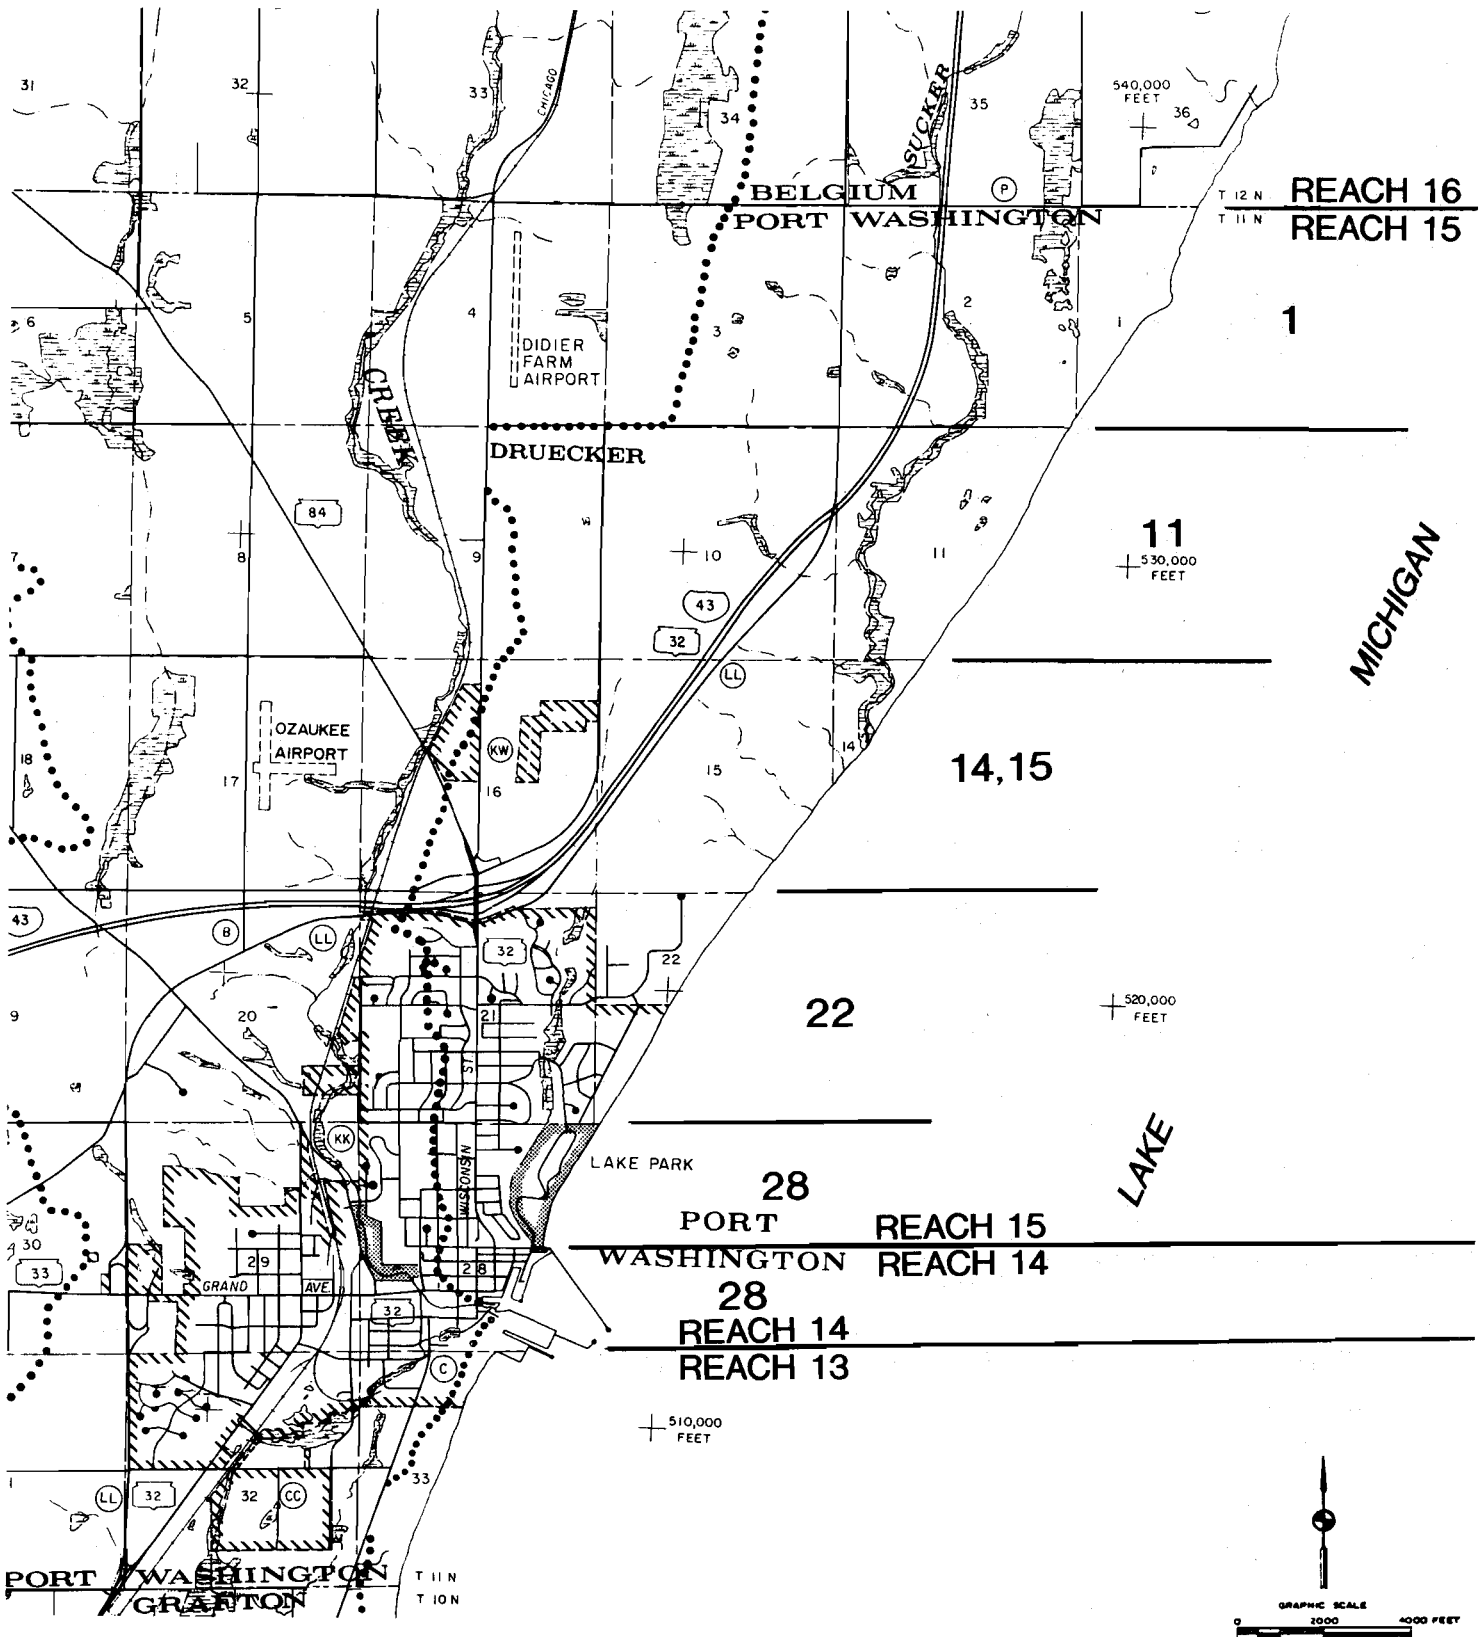 31
32
33
CHICAGO
34
SUCKER
35
540,000
FEET
36
BELGIUM
P
T 12 N
REACH 16
PORT WASHINGTON
T 11 N
REACH 15
6
5
4
3
2
1
1
DIDIER
FARM
AIRPORT
CREEK
DRUECKER
84
7
8
9
10
11
11
530,000
FEET
MICHIGAN
43
32
LL
OZAUKEE
AIRPORT
KW
18
17
16
15
14
14,15
43
B
LL
32
22
9
20
21
22
520,000
FEET
ST.
KK
WISCONSIN
LAKE PARK
LAKE
28
PORT
REACH 15
WASHINGTON
REACH 14
30
33
29
28
GRAND
AVE.
32
28
REACH 14
C
REACH 13
510,000
FEET
33
LL
32
32
CC
PORT WASHINGTON
T 11 N
GRAFTON
T 10 N
GRAPHIC SCALE
0 2000 4000 FEET